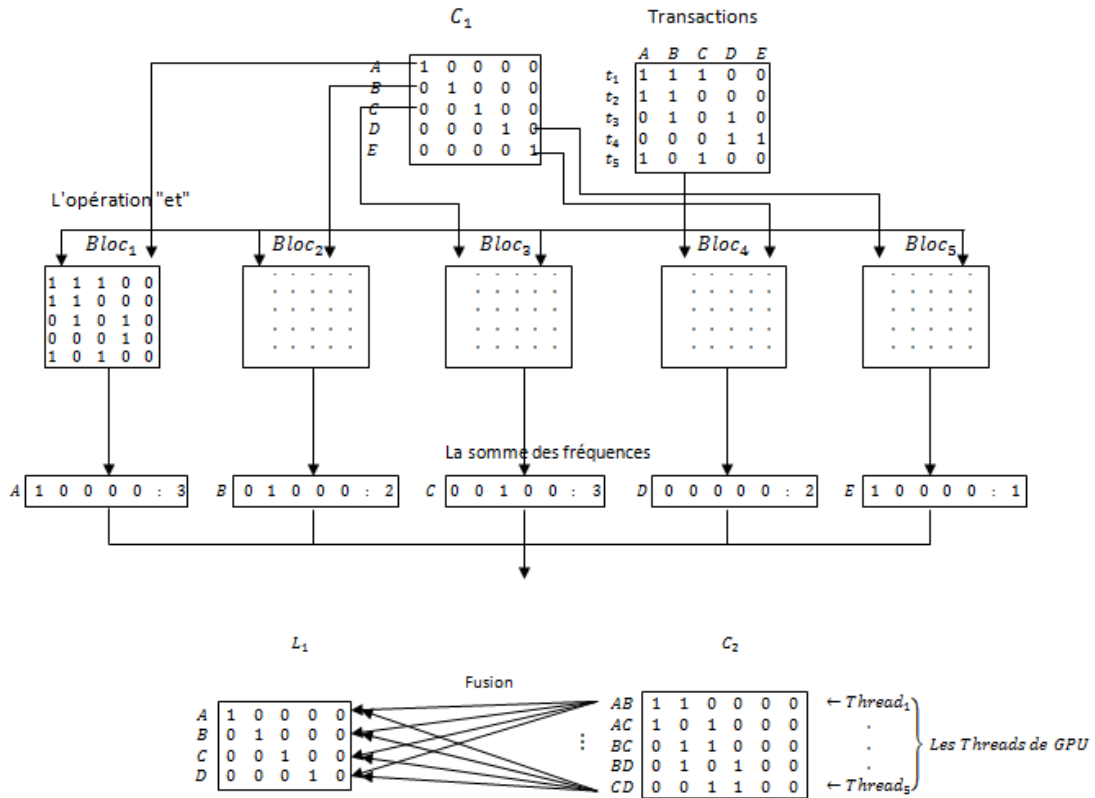 C₁ Transactions
A B C D E
A 1 0 0 0 0
B 0 1 0 0 0
C 0 0 1 0 0
D 0 0 0 1 0
E 0 0 0 0 1
t₁ 1 1 1 0 0
t₂ 1 1 0 0 0
t₃ 0 1 0 1 0
t₄ 0 0 0 1 1
t₅ 1 0 1 0 0
L'opération "et"
Bloc₁ Bloc₂ Bloc₃ Bloc₄ Bloc₅
1 1 1 0 0
1 1 0 0 0
0 1 0 1 0
0 0 0 1 0
1 0 1 0 0
La somme des fréquences
A 1 0 0 0 0 : 3
B 0 1 0 0 0 : 2
C 0 0 1 0 0 : 3
D 0 0 0 0 0 : 2
E 1 0 0 0 0 : 1
L₁ C₂
Fusion
A 1 0 0 0 0
B 0 1 0 0 0
C 0 0 1 0 0
D 0 0 0 1 0
AB 1 1 0 0 0 0 ← Thread₁
AC 1 0 1 0 0 0
BC 0 1 1 0 0 0
BD 0 1 0 1 0 0
CD 0 0 1 1 0 0 ← Thread₅
Les Threads de GPU